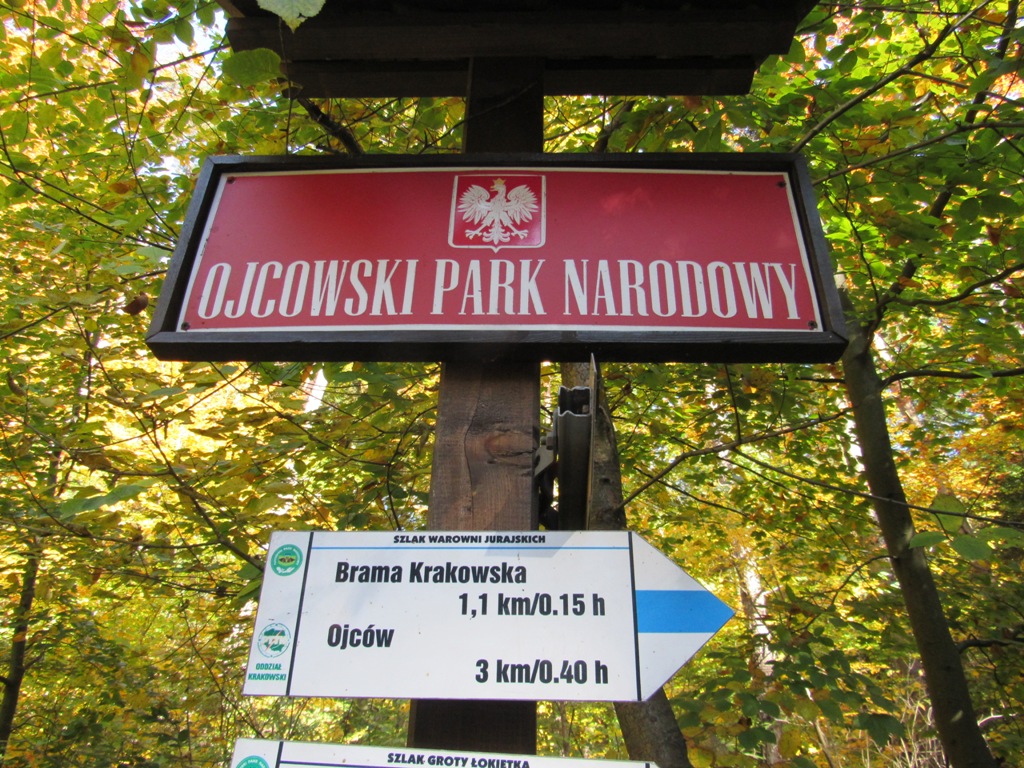 OJCOWSKI PARK NARODOWY
SZLAK WAROWNI JURAJSKICH
Brama Krakowska
1,1 km/0.15 h
Ojców
3 km/0.40 h
ODDZIAŁ
KRAKOWSKI
SZLAK GROTY ŁOKIETKA